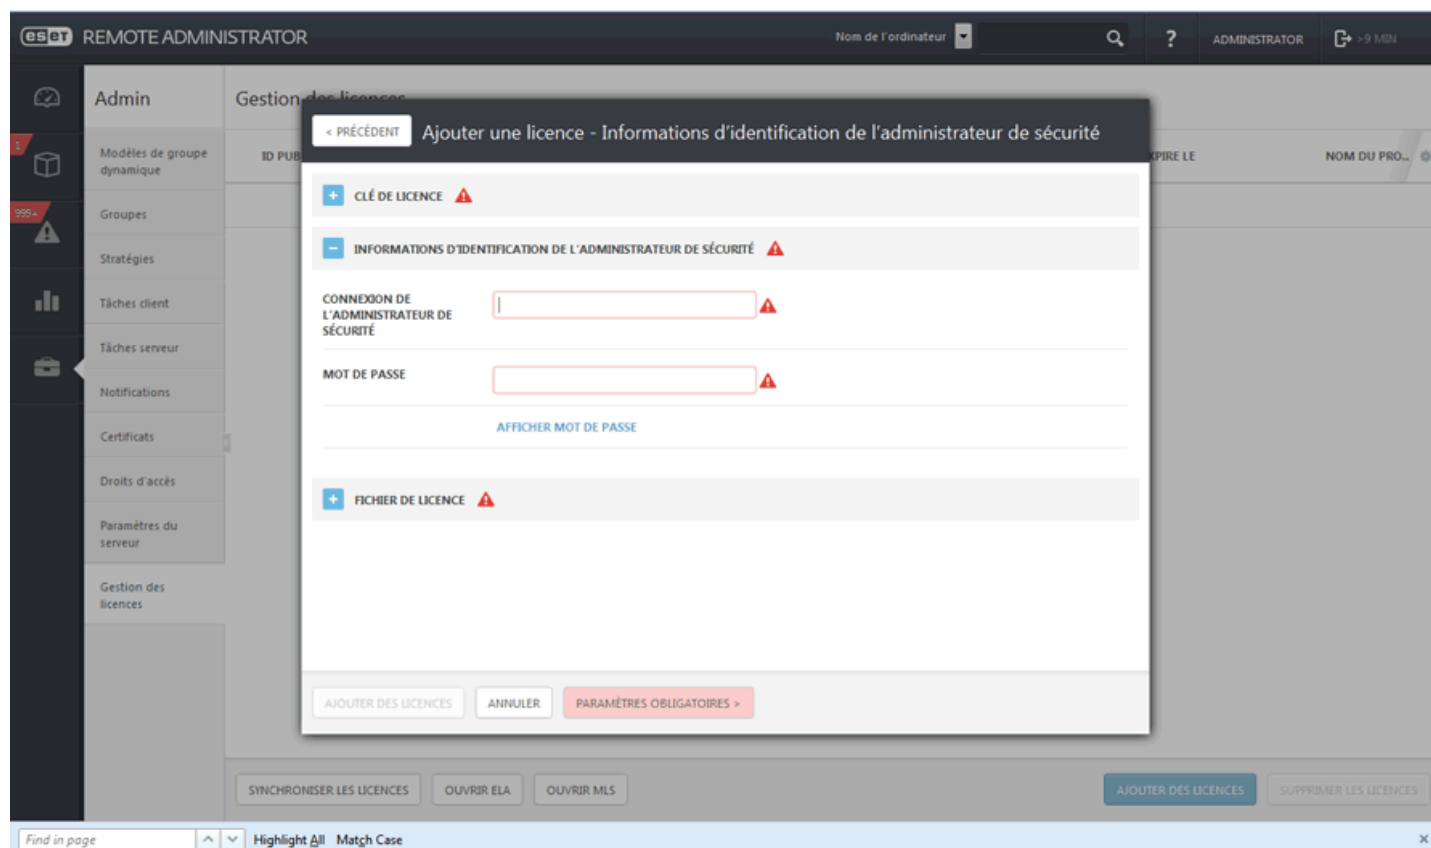 eset REMOTE ADMINISTRATOR
Nom de l'ordinateur
?
ADMINISTRATOR
>9 MIN
Admin
Gestion des licences
< PRÉCÉDENT
Ajouter une licence - Informations d'identification de l'administrateur de sécurité
1
Modèles de groupe
dynamique
ID PUB
XPIRE LE
NOM DU PRO...
+ CLÉ DE LICENCE
999+
Groupes
- INFORMATIONS D'IDENTIFICATION DE L'ADMINISTRATEUR DE SÉCURITÉ
Stratégies
CONNEXION DE
L'ADMINISTRATEUR DE
SÉCURITÉ
Tâches client
Tâches serveur
MOT DE PASSE
Notifications
AFFICHER MOT DE PASSE
Certificats
Droits d'accès
+ FICHIER DE LICENCE
Paramètres du
serveur
Gestion des
licences
AJOUTER DES LICENCES
ANNULER
PARAMÈTRES OBLIGATOIRES >
SYNCHRONISER LES LICENCES
OUVRIR ELA
OUVRIR MLS
AJOUTER DES LICENCES
SUPPRIMER LES LICENCES
Find in page
Highlight All Match Case
×